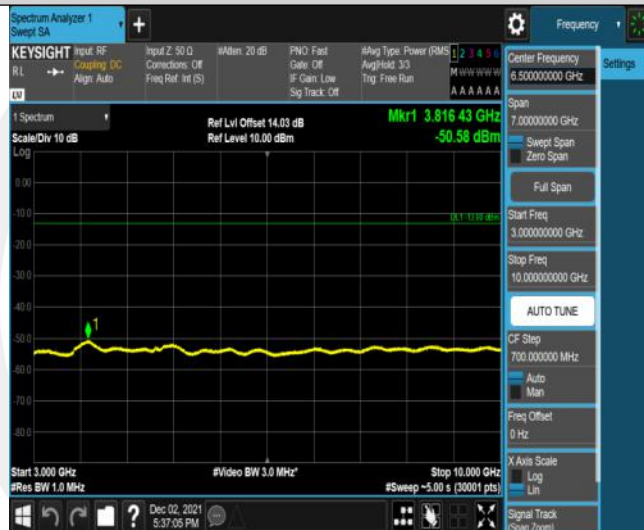 Spectrum Analyzer 1
Swept SA
Frequency
KEYSIGHT
Input: RF
Input Z: 50 Ω
#Atten: 20 dB
PNO: Fast
#Avg Type: Power (RMS
1 2 3 4 5 6
RL
Coupling: DC
Corrections: Off
Gate: Off
Avg|Hold: 3/3
M W W W W W
Align: Auto
Freq Ref: Int (S)
IF Gain: Low
Trig: Free Run
Sig Track: Off
A A A A A A
LXI
1 Spectrum
Ref Lvl Offset 14.03 dB
Mkr1 3.816 43 GHz
Scale/Div 10 dB
Ref Level 10.00 dBm
-50.58 dBm
Log
0.00
-10.0
DL1 -13.00 dBm
-20.0
-30.0
-40.0
1
-50.0
-60.0
-70.0
-80.0
Start 3.000 GHz
#Video BW 3.0 MHz*
Stop 10.000 GHz
#Res BW 1.0 MHz
#Sweep ~5.00 s (30001 pts)
Dec 02, 2021
5:37:05 PM
Center Frequency
6.500000000 GHz
Settings
Span
7.00000000 GHz
Swept Span
Zero Span
Full Span
Start Freq
3.000000000 GHz
Stop Freq
10.000000000 GHz
AUTO TUNE
CF Step
700.000000 MHz
Auto
Man
Freq Offset
0 Hz
X Axis Scale
Log
Lin
Signal Track
(Span Zoom)